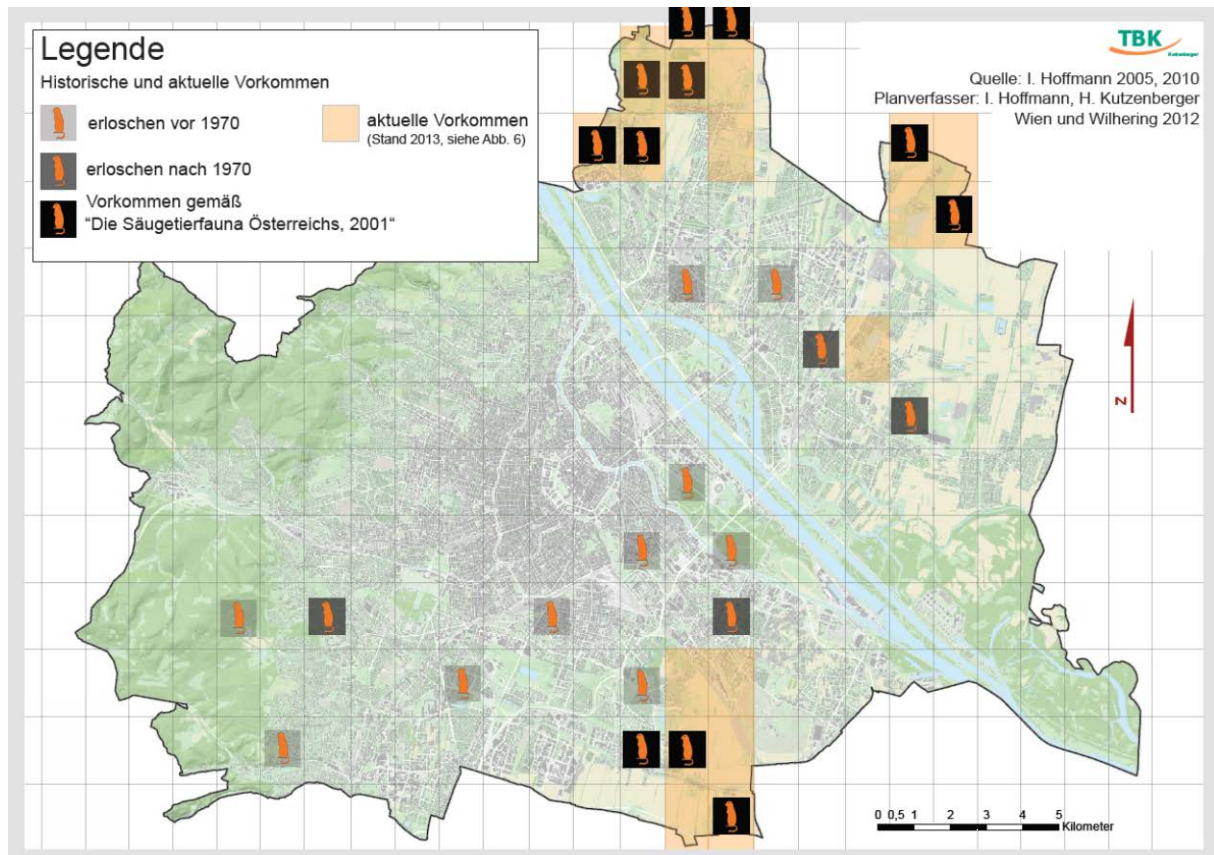 Legende
Historische und aktuelle Vorkommen
erloschen vor 1970
aktuelle Vorkommen
(Stand 2013, siehe Abb. 6)
erloschen nach 1970
Vorkommen gemäß
"Die Säugetierfauna Österreichs, 2001"
TBK
Kutzenberger
Quelle: I. Hoffmann 2005, 2010
Planverfasser: I. Hoffmann, H. Kutzenberger
Wien und Wilhering 2012
N
0 0,5 1 2 3 4 5
Kilometer